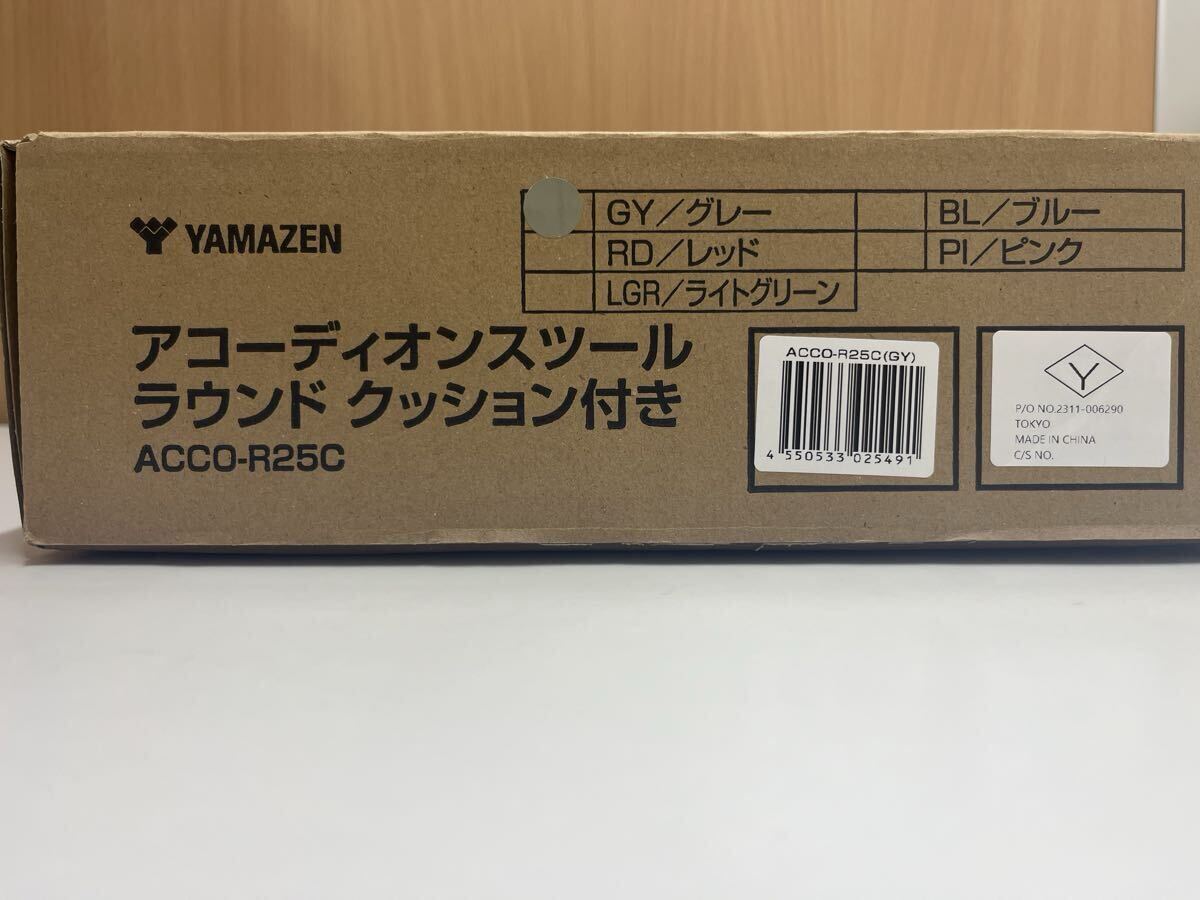 YAMAZEN
GY/グレー
BL/ブルー
RD/レッド
PI/ピンク
LGR/ライトグリーン
アコーディオンスツール
ラウンド クッション付き
ACCO-R25C
ACCO-R25C(GY)
4 550533 025491
Y
P/O NO.2311-006290
TOKYO
MADE IN CHINA
C/S NO.